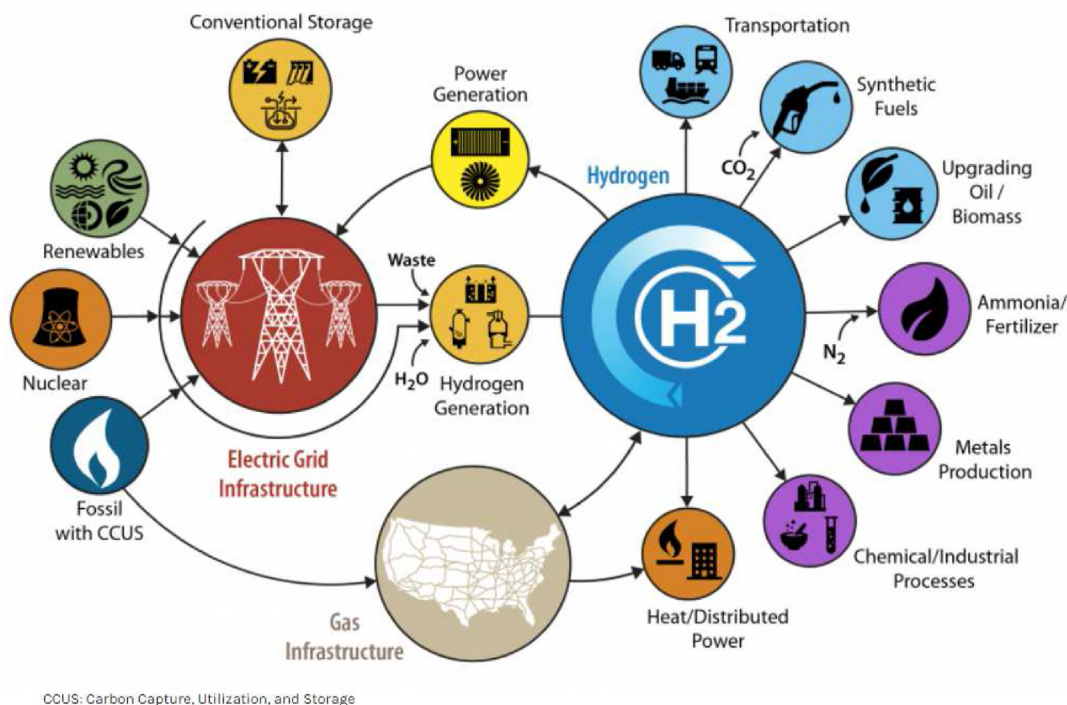 Conventional Storage
Transportation
Power
Generation
Synthetic
Fuels
CO2
Hydrogen
Upgrading
Oil /
Biomass
Renewables
Waste
H2
Ammonia/
Fertilizer
N2
Nuclear
H2O
Hydrogen
Generation
Metals
Production
Electric Grid
Infrastructure
Fossil
with CCUS
Chemical/Industrial
Processes
Gas
Infrastructure
Heat/Distributed
Power
CCUS: Carbon Capture, Utilization, and Storage